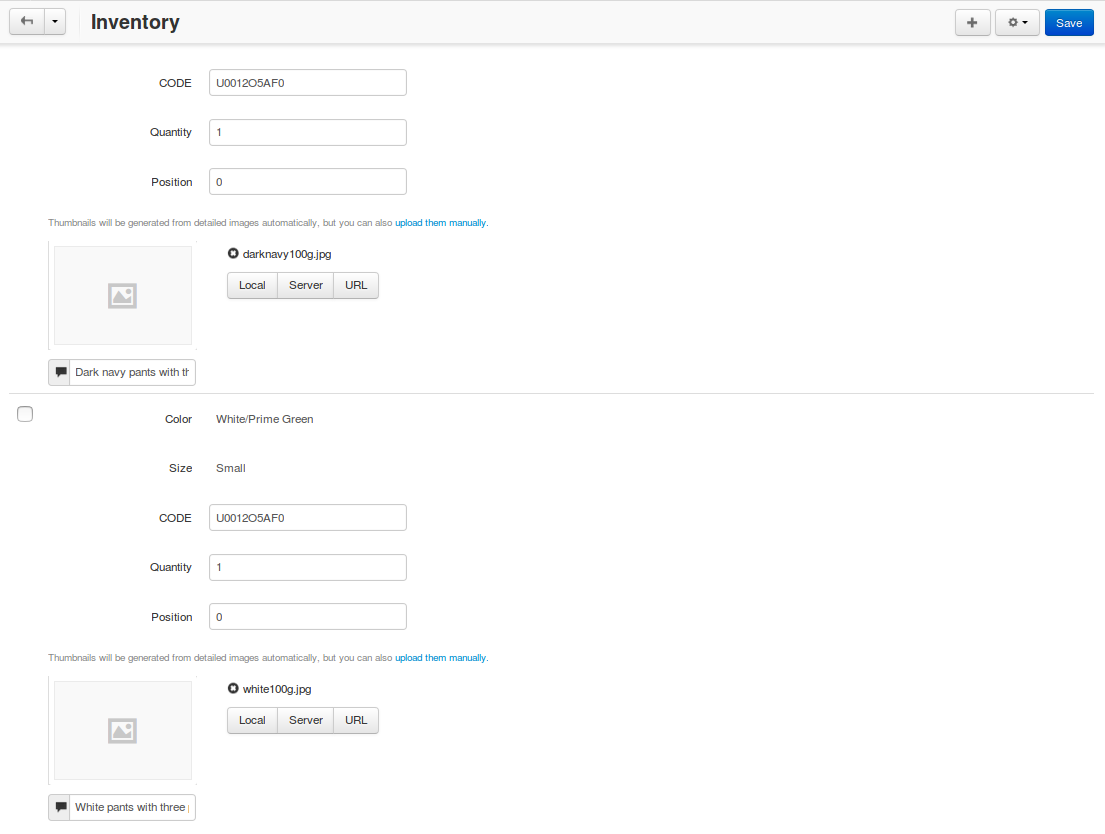 Inventory
Save
CODE U0012O5AF0
Quantity 1
Position 0
Thumbnails will be generated from detailed images automatically, but you can also upload them manually.
darknavy100g.jpg
Local Server URL
Dark navy pants with th
Color White/Prime Green
Size Small
CODE U0012O5AF0
Quantity 1
Position 0
Thumbnails will be generated from detailed images automatically, but you can also upload them manually.
white100g.jpg
Local Server URL
White pants with three